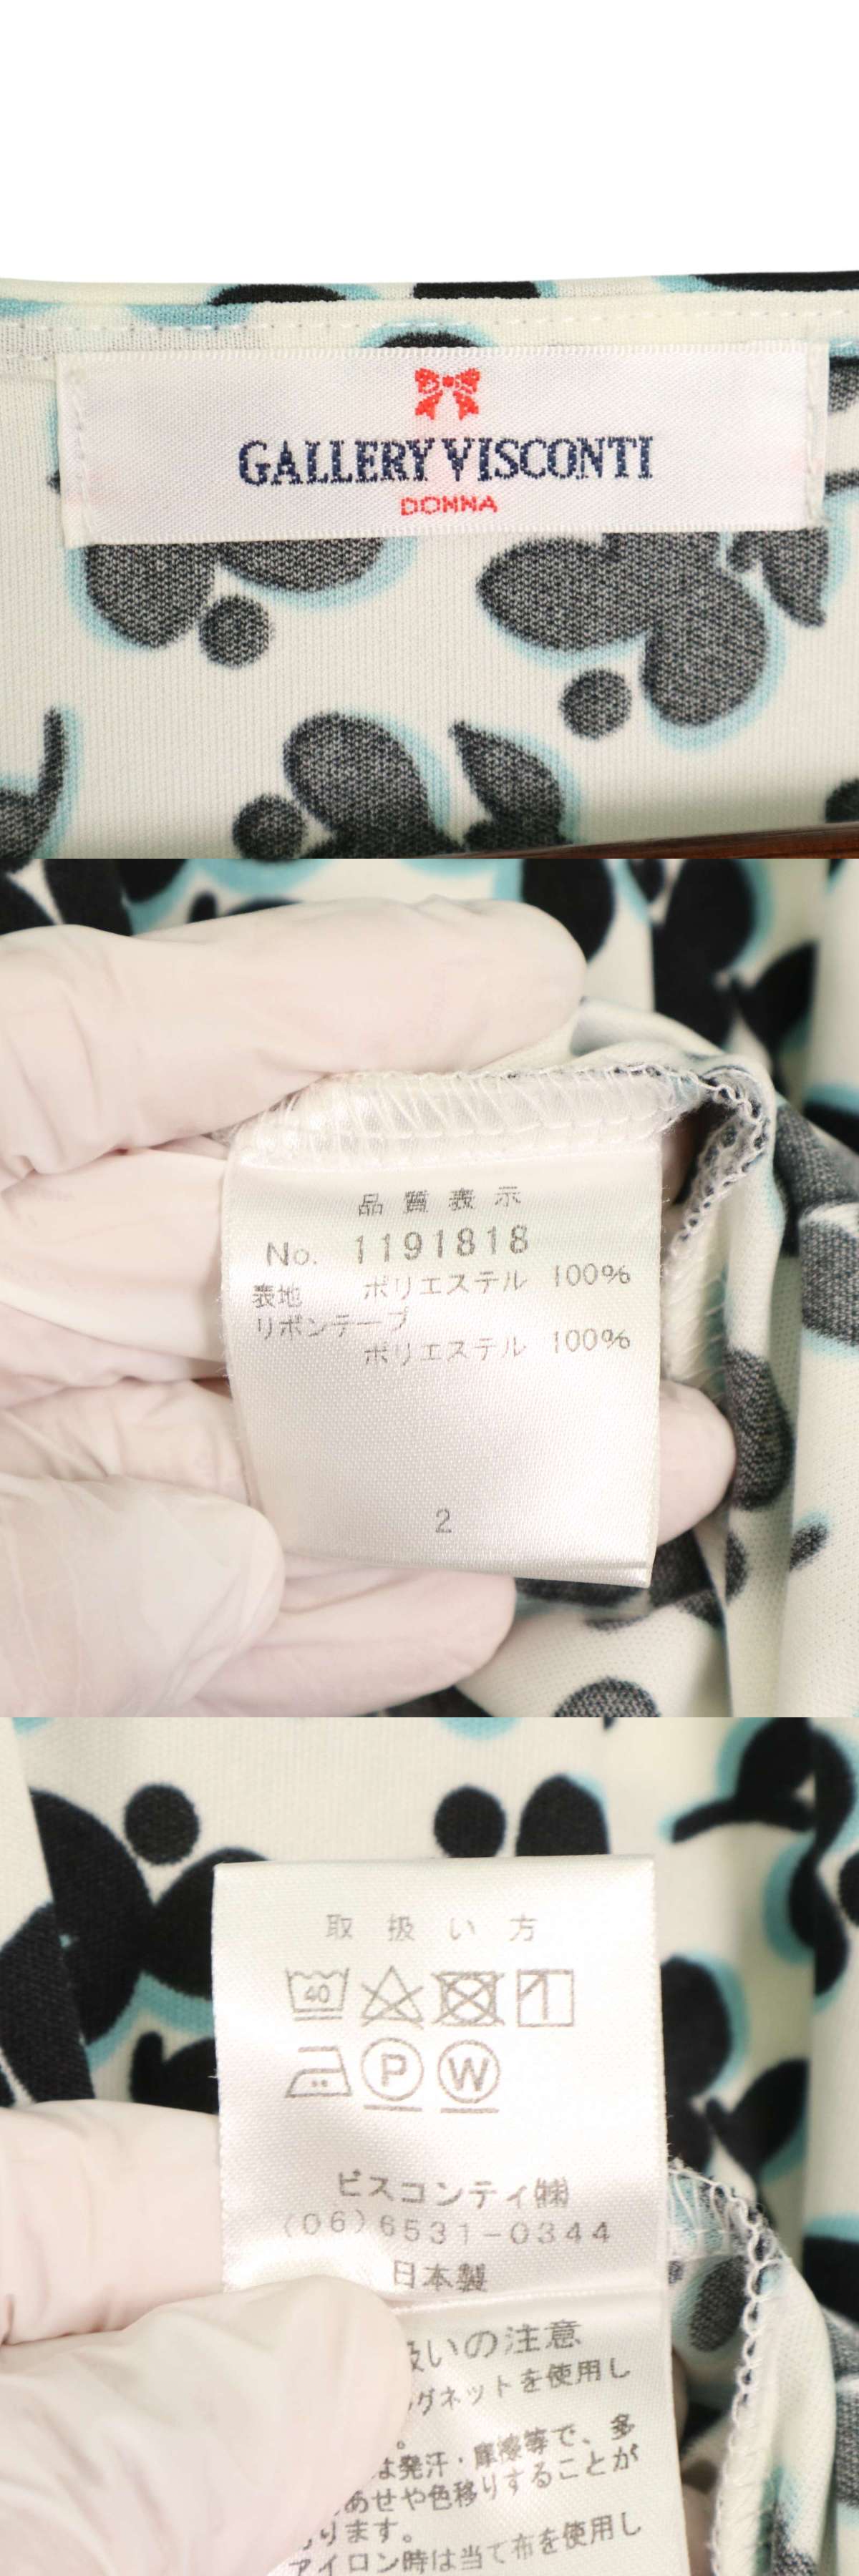 GALLERY VISCONTI
DONNA
品質表示
No. 1191818
表地 ポリエステル 100%
リボンテープ
ポリエステル 100%
2
取扱い方
40
P W
ビスコンティ㈱
(06)6531-0344
日本製
扱いの注意
グネットを使用し
。
は発汗・摩擦等で、多
あせや色移りすることが
ります。
アイロン時は当て布を使用し